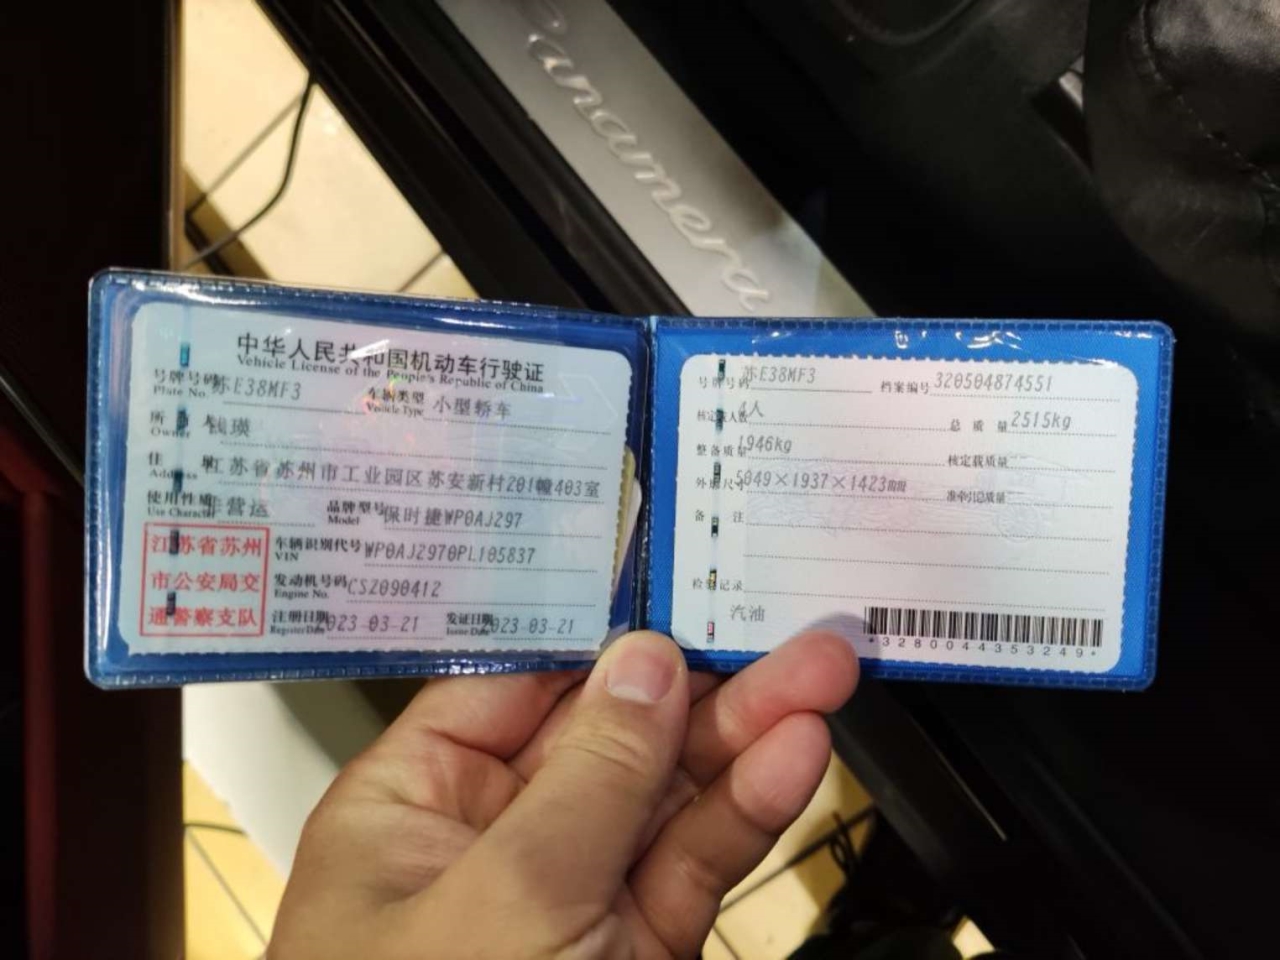 Panamera
中华人民共和国机动车行驶证
Vehicle License of the People's Republic of China
号牌号码 苏E38MF3 车辆类型 小型轿车
Plate No. Vehicle Type
所 瑛
Owner
住 江苏省苏州市工业园区苏安新村201幢403室
Address
使用性质 非营运 品牌型号 保时捷WP0AJ297
Use Character Model
江苏省苏州
市公安局交
通警察支队
车辆识别代号 WP0AJ2970PL105837
VIN
发动机号码 CSZ090412
Engine No.
注册日期 023-03-21 发证日期 023-03-21
Register Date Issue Date
号牌号码 苏E38MF3 档案编号 320504874551
核定载人数 4人 总质量 2515kg
整备质量 1946kg 核定载质量
外廓尺寸 5049×1937×1423 准牵引总质量
备注
检验记录
汽油
*3280044353249*